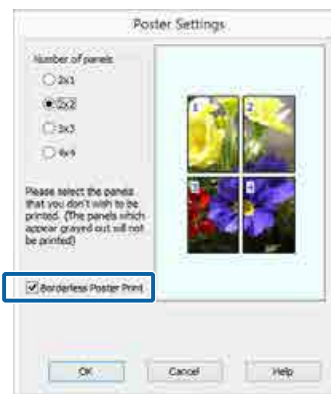 Poster Settings
Number of panels
2x1
2x2
3x3
4x4
Please select the panels
that you don't wish to be
printed. (The panels which
appear grayed out will not
be printed)
Borderless Poster Print
1
2
3
4
OK
Cancel
Help